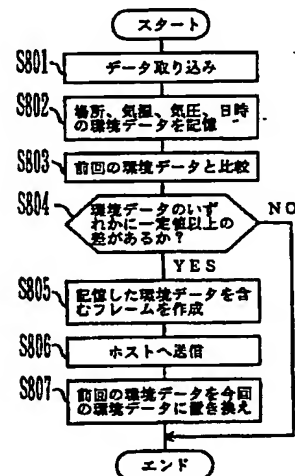 スタート
S801
データ取り込み
S802
場所、気温、気圧、日時
の環境データを記憶
S803
前回の環境データと比較
S804
環境データのいず
れかに一定値以上の
差があるか?
NO
YES
S805
記憶した環境データを含
むフレームを作成
S806
ホストへ送信
S807
前回の環境データを今回
の環境データに置き換え
エンド